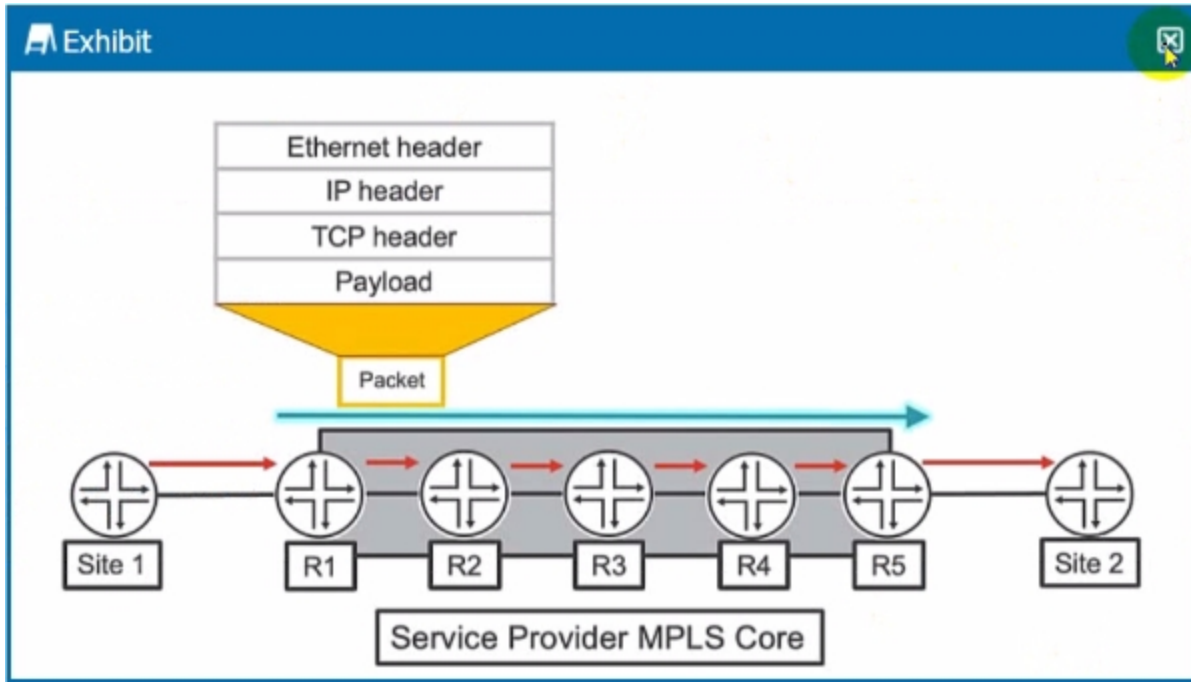 Exhibit
Ethernet header
IP header
TCP header
Payload
Packet
Site 1
R1
R2
R3
R4
R5
Site 2
Service Provider MPLS Core